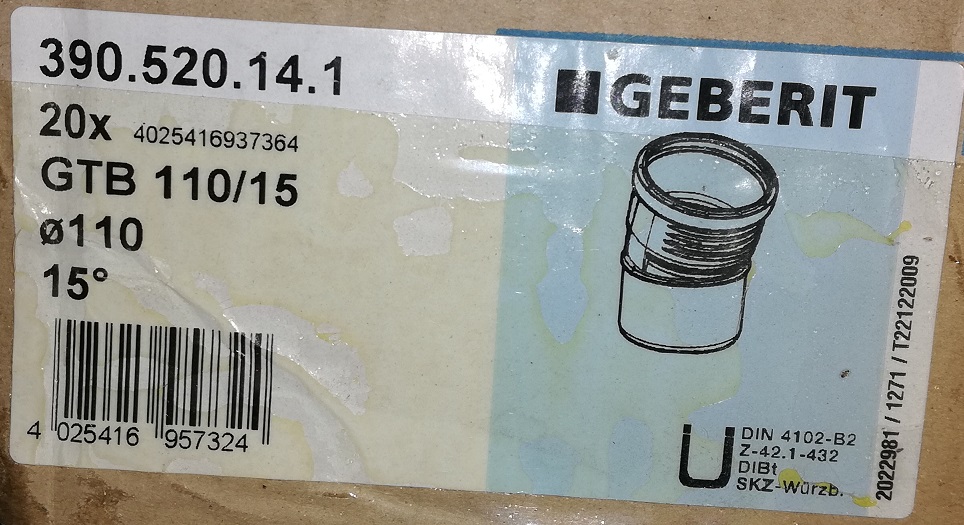 390.520.14.1
20x 4025416937364
GTB 110/15
ø110
15°
4 025416 957324
GEBERIT
DIN 4102-B2
Z-42.1-432
DIBt
SKZ-Würzb.
2022981 / 1271 / T22122009